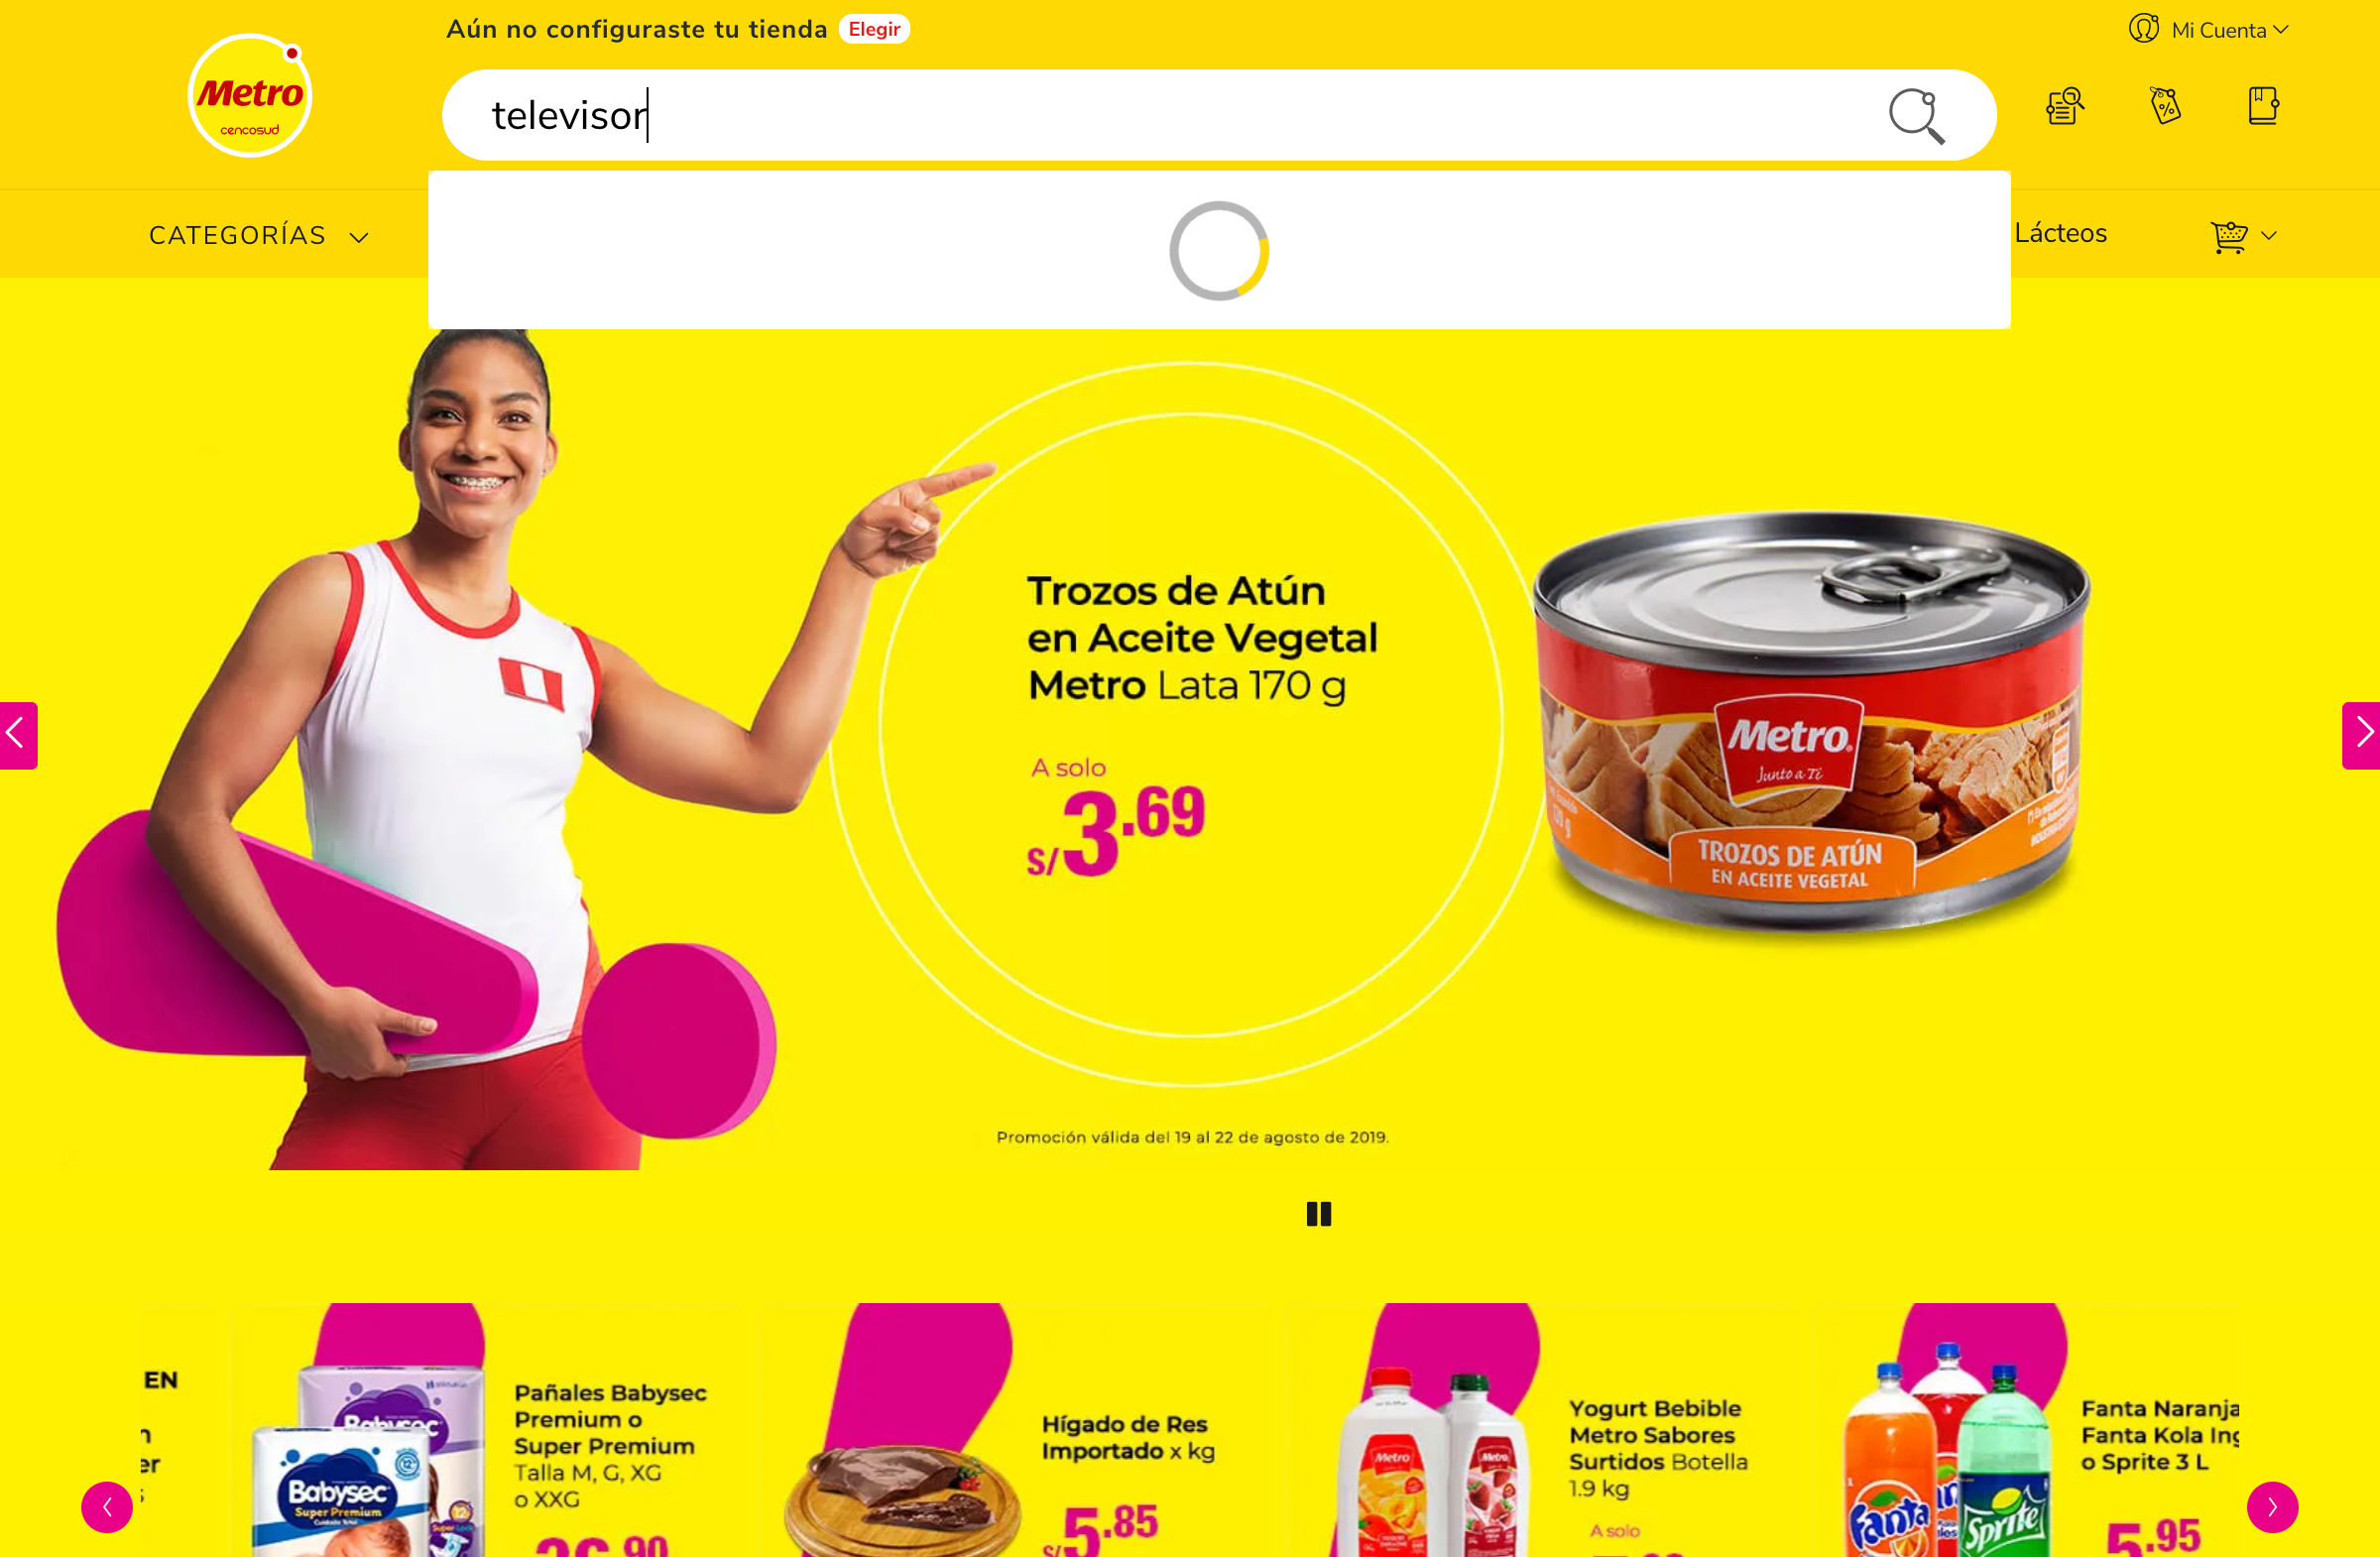 Aún no configuraste tu tienda Elegir
Mi Cuenta
Metro
cencosud
televisor
CATEGORÍAS
Lácteos
Trozos de Atún
en Aceite Vegetal
Metro Lata 170 g
A solo
S/3.69
Metro
Junto a Ti
TROZOS DE ATÚN
EN ACEITE VEGETAL
Promoción válida del 19 al 22 de agosto de 2019.
EN
Pañales Babysec
Premium o
Super Premium
Talla M, G, XG
o XXG
Babysec
Babysec
Super Premium
Cuidado Total
Hígado de Res
Importado x kg
S/5.85
Yogurt Bebible
Metro Sabores
Surtidos Botella
1.9 kg
A solo
Metro
Metro
Fanta Naranja
Fanta Kola Ing
o Sprite 3 L
5.95
Fanta
Sprite